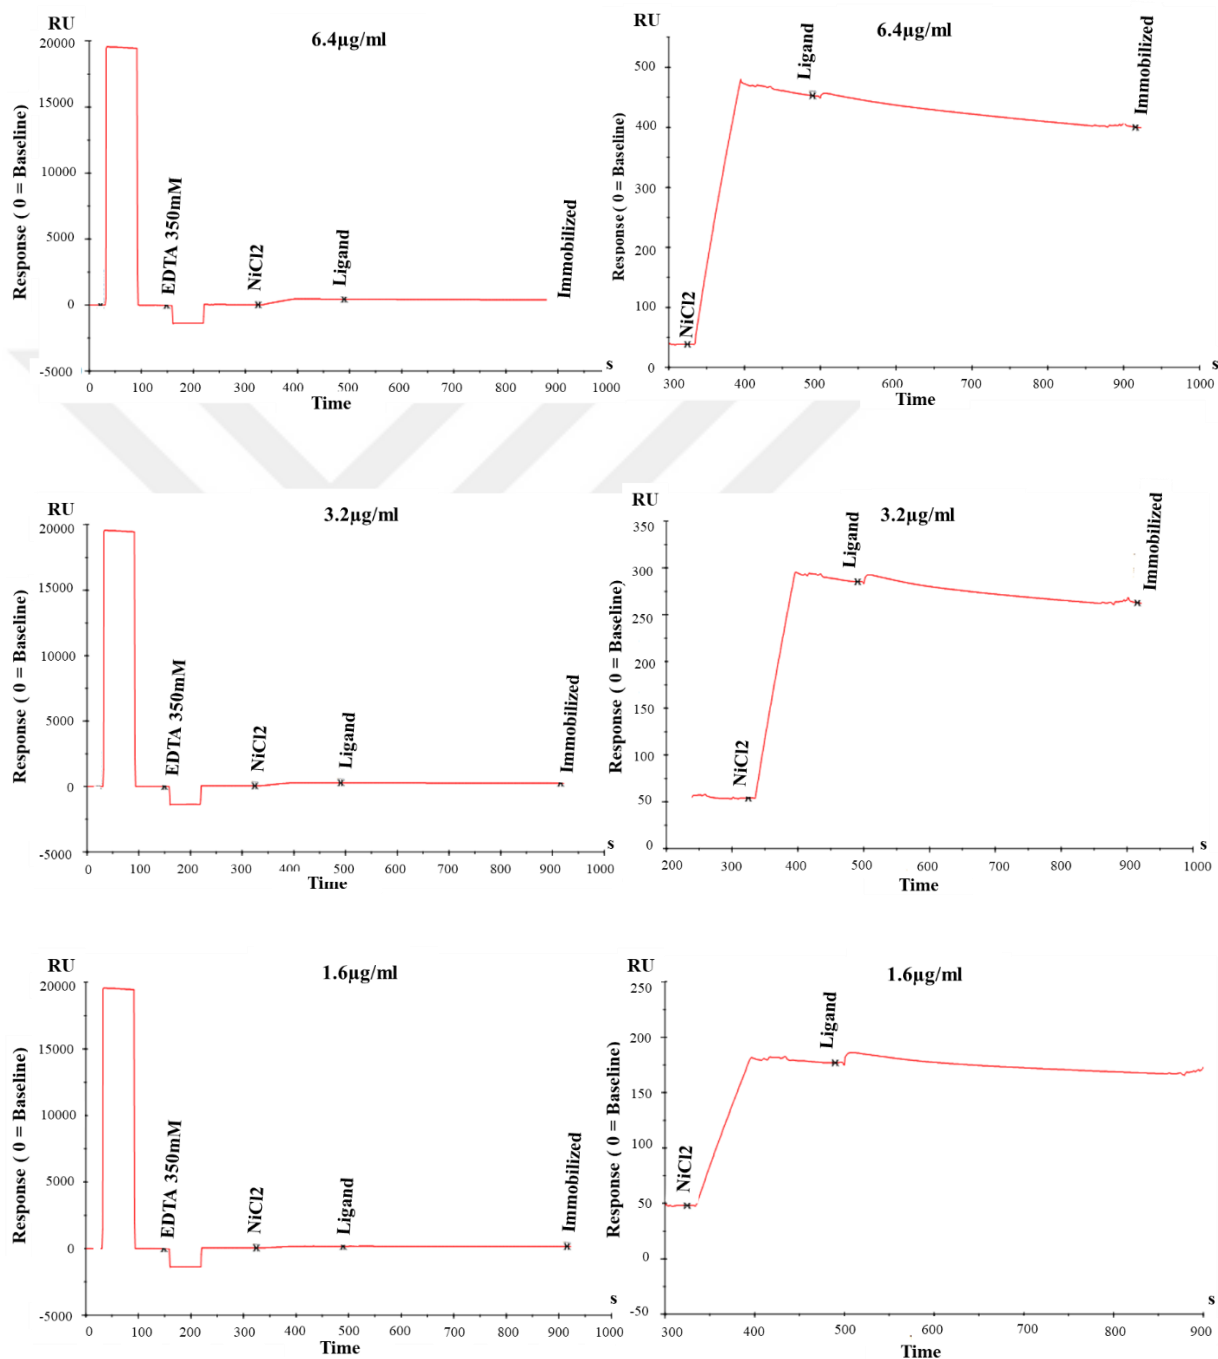 RU
6.4µg/ml
Response ( 0 = Baseline)
20000
15000
10000
5000
0
-5000
EDTA 350mM
NiCl2
Ligand
Immobilized
0 100 200 300 400 500 600 700 800 900 1000
s
Time
RU
6.4µg/ml
Response ( 0 = Baseline)
500
400
300
200
100
0
NiCl2
Ligand
Immobilized
300 400 500 600 700 800 900 1000
s
Time
RU
3.2µg/ml
Response ( 0 = Baseline)
20000
15000
10000
5000
0
-5000
EDTA 350mM
NiCl2
Ligand
Immobilized
0 100 200 300 400 500 600 700 800 900 1000
s
Time
RU
3.2µg/ml
Response ( 0 = Baseline)
350
300
250
200
150
100
50
0
NiCl2
Ligand
Immobilized
200 300 400 500 600 700 800 900 1000
s
Time
RU
1.6µg/ml
Response ( 0 = Baseline)
20000
15000
10000
5000
0
-5000
EDTA 350mM
NiCl2
Ligand
Immobilized
0 100 200 300 400 500 600 700 800 900 1000
s
Time
RU
1.6µg/ml
Response ( 0 = Baseline)
250
200
150
100
50
0
-50
NiCl2
Ligand
300 400 500 600 700 800 900
s
Time